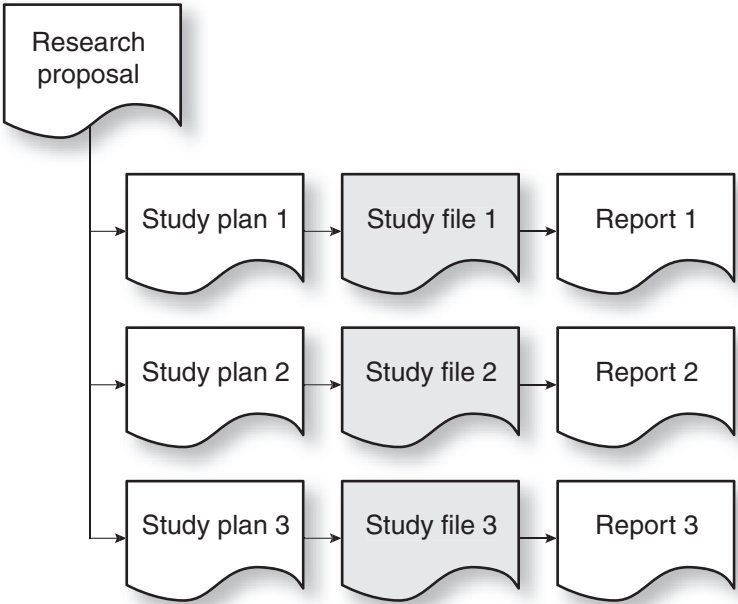 Research
proposal
Study plan 1
Study file 1
Report 1
Study plan 2
Study file 2
Report 2
Study plan 3
Study file 3
Report 3